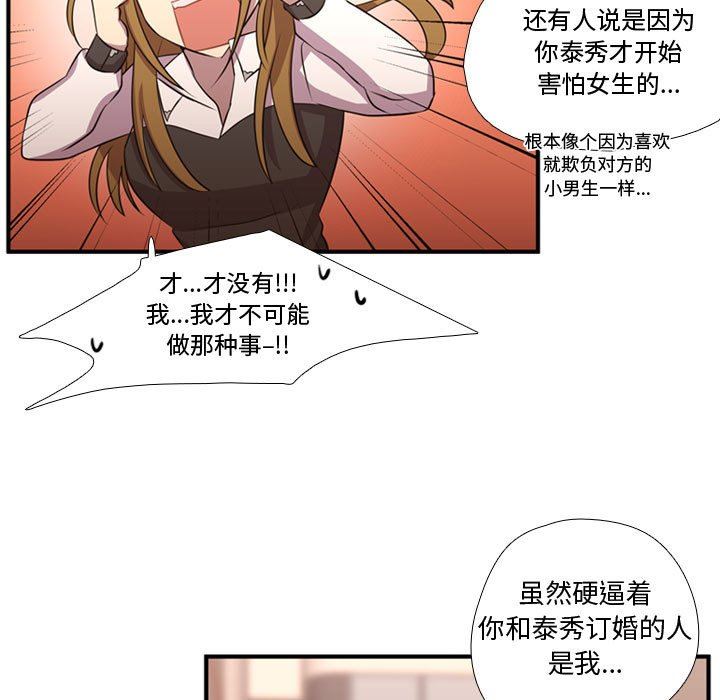 还有人说是因为
你泰秀才开始
害怕女生的...
根本像个因为喜欢
就欺负对方的
小男生一样...
才...才没有!!!
我...我才不可能
做那种事–!!
虽然硬逼着
你和泰秀订婚的人
是我...